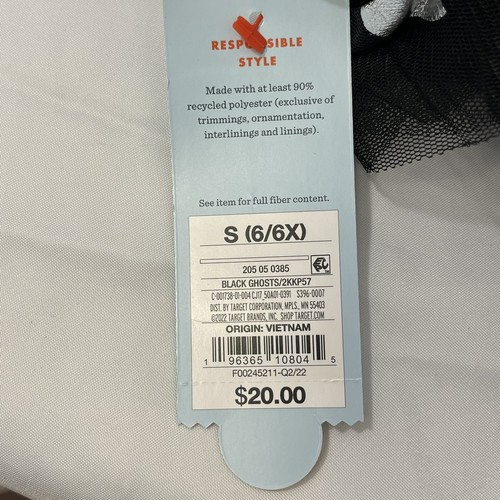 RESPONSIBLE
STYLE
Made with at least 90%
recycled polyester (exclusive of
trimmings, ornamentation,
interlinings and linings).
See item for full fiber content.
S (6/6X)
205 05 0385
BLACK GHOSTS/2KKP57
C-001738-01-004 CJ17_50A01-0391 S396-0007
DIST. BY TARGET CORPORATION, MPLS., MN 55403
©2022 TARGET BRANDS, INC. SHOP TARGET.COM
ORIGIN: VIETNAM
1 96365 10804 5
F00245211-Q2/22
$20.00